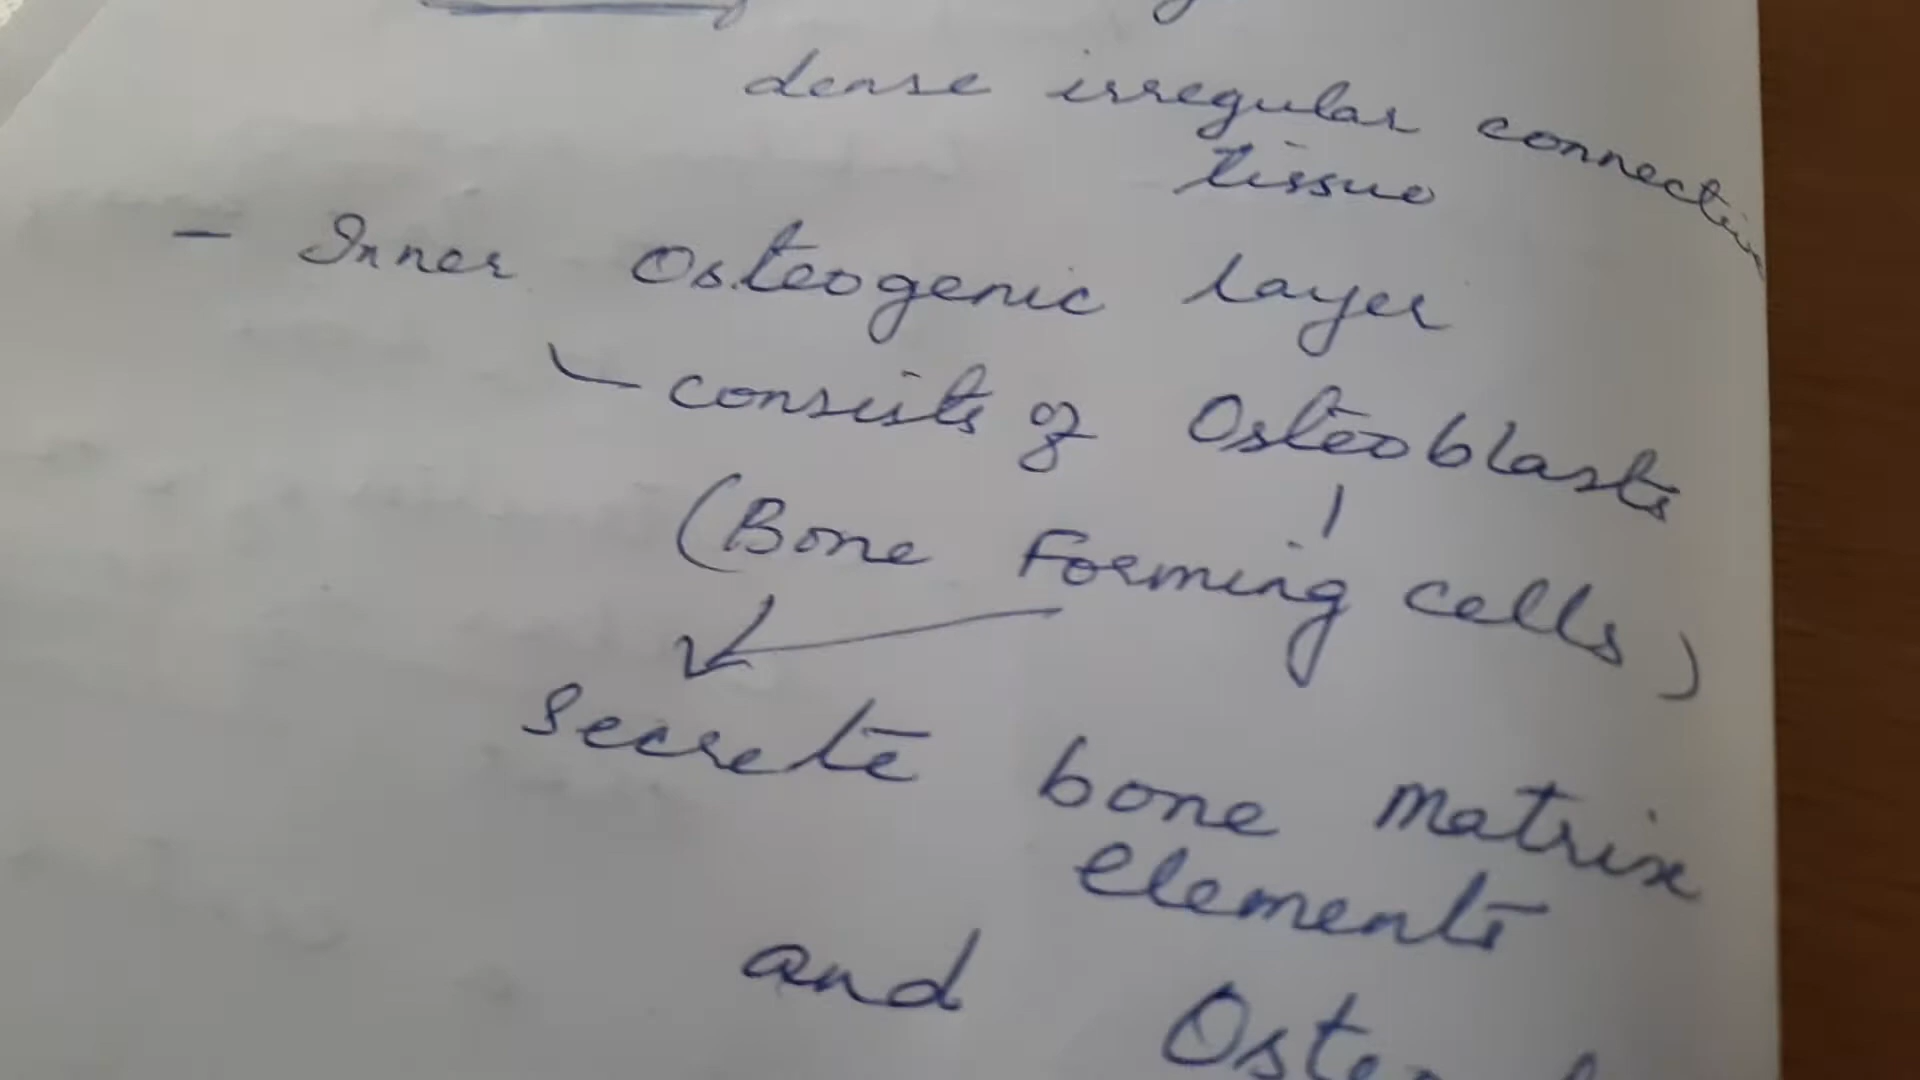 dense irregular connective
tissue
- Inner Osteogenic layer
consists of Osteoblasts
(Bone Forming cells)
Secrete bone matrix
elements
and